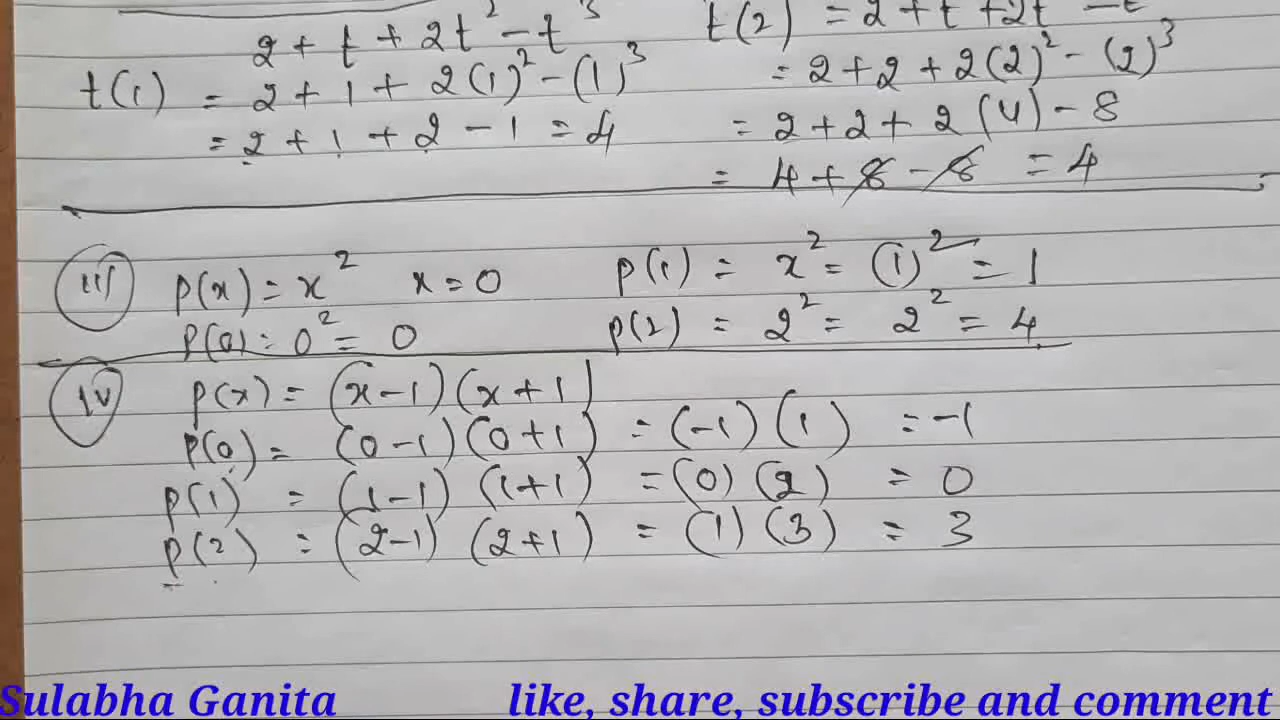 2 + t + 2t² - t³
t(1) = 2 + 1 + 2(1)² - (1)³
= 2 + 1 + 2 - 1 = 4
t(2) = 2 + t + 2t² - t
= 2 + 2 + 2(2)² - (2)³
= 2 + 2 + 2(4) - 8
= 4 + 8 - 8 = 4
iii) p(x) = x² x = 0
p(0) = 0² = 0
p(1) = x² = (1)² = 1
p(2) = 2² = 2² = 4
iv p(x) = (x - 1)(x + 1)
p(0) = (0 - 1)(0 + 1) = (-1)(1) = -1
p(1) = (1 - 1)(1 + 1) = (0)(2) = 0
p(2) = (2 - 1)(2 + 1) = (1)(3) = 3
Sulabha Ganita like, share, subscribe and comment